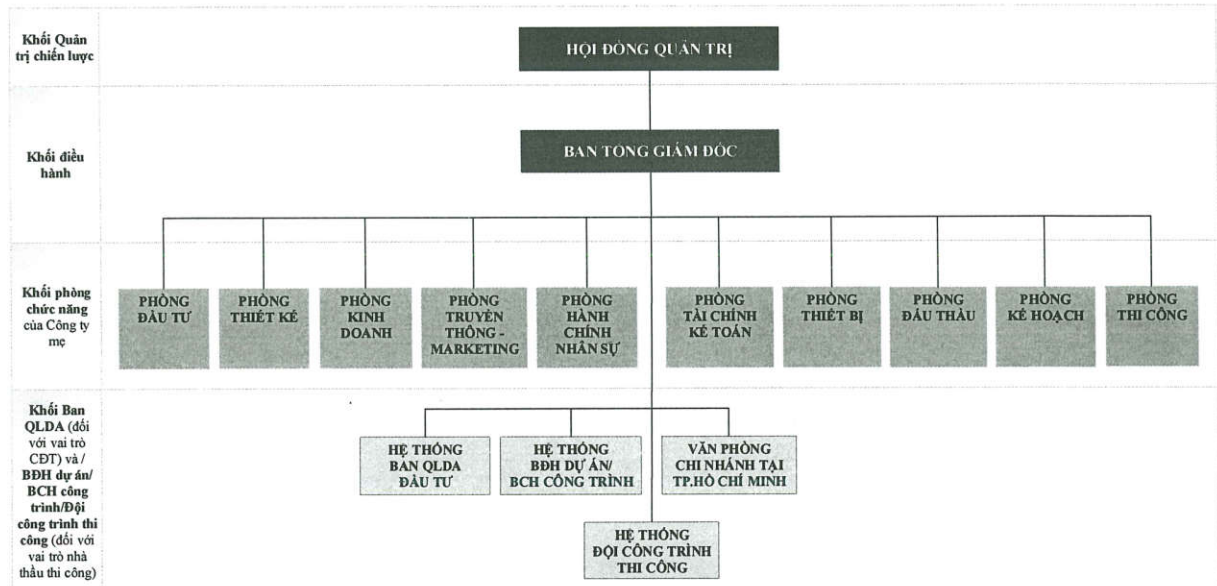 Khối Quản
trị chiến lược
HỘI ĐỒNG QUẢN TRỊ
Khối điều
hành
BAN TỔNG GIÁM ĐỐC
Khối phòng
chức năng
của Công ty
mẹ
PHÒNG
ĐẦU TƯ
PHÒNG
THIẾT KẾ
PHÒNG
KINH
DOANH
PHÒNG
TRUYỀN
THÔNG -
MARKETING
PHÒNG
HÀNH
CHÍNH
NHÂN SỰ
PHÒNG
TÀI CHÍNH
KẾ TOÁN
PHÒNG
THIẾT BỊ
PHÒNG
ĐẤU THẦU
PHÒNG
KẾ HOẠCH
PHÒNG
THI CÔNG
Khối Ban
QLDA (đối
với vai trò
CĐT) và /
BĐH dự án/
BCH công
trình/Đội
công trình thi
công (đối với
vai trò nhà
thầu thi công)
HỆ THỐNG
BAN QLDA
ĐẦU TƯ
HỆ THỐNG
BĐH DỰ ÁN/
BCH CÔNG TRÌNH
VĂN PHÒNG
CHI NHÁNH TẠI
TP.HỒ CHÍ MINH
HỆ THỐNG
ĐỘI CÔNG TRÌNH
THI CÔNG